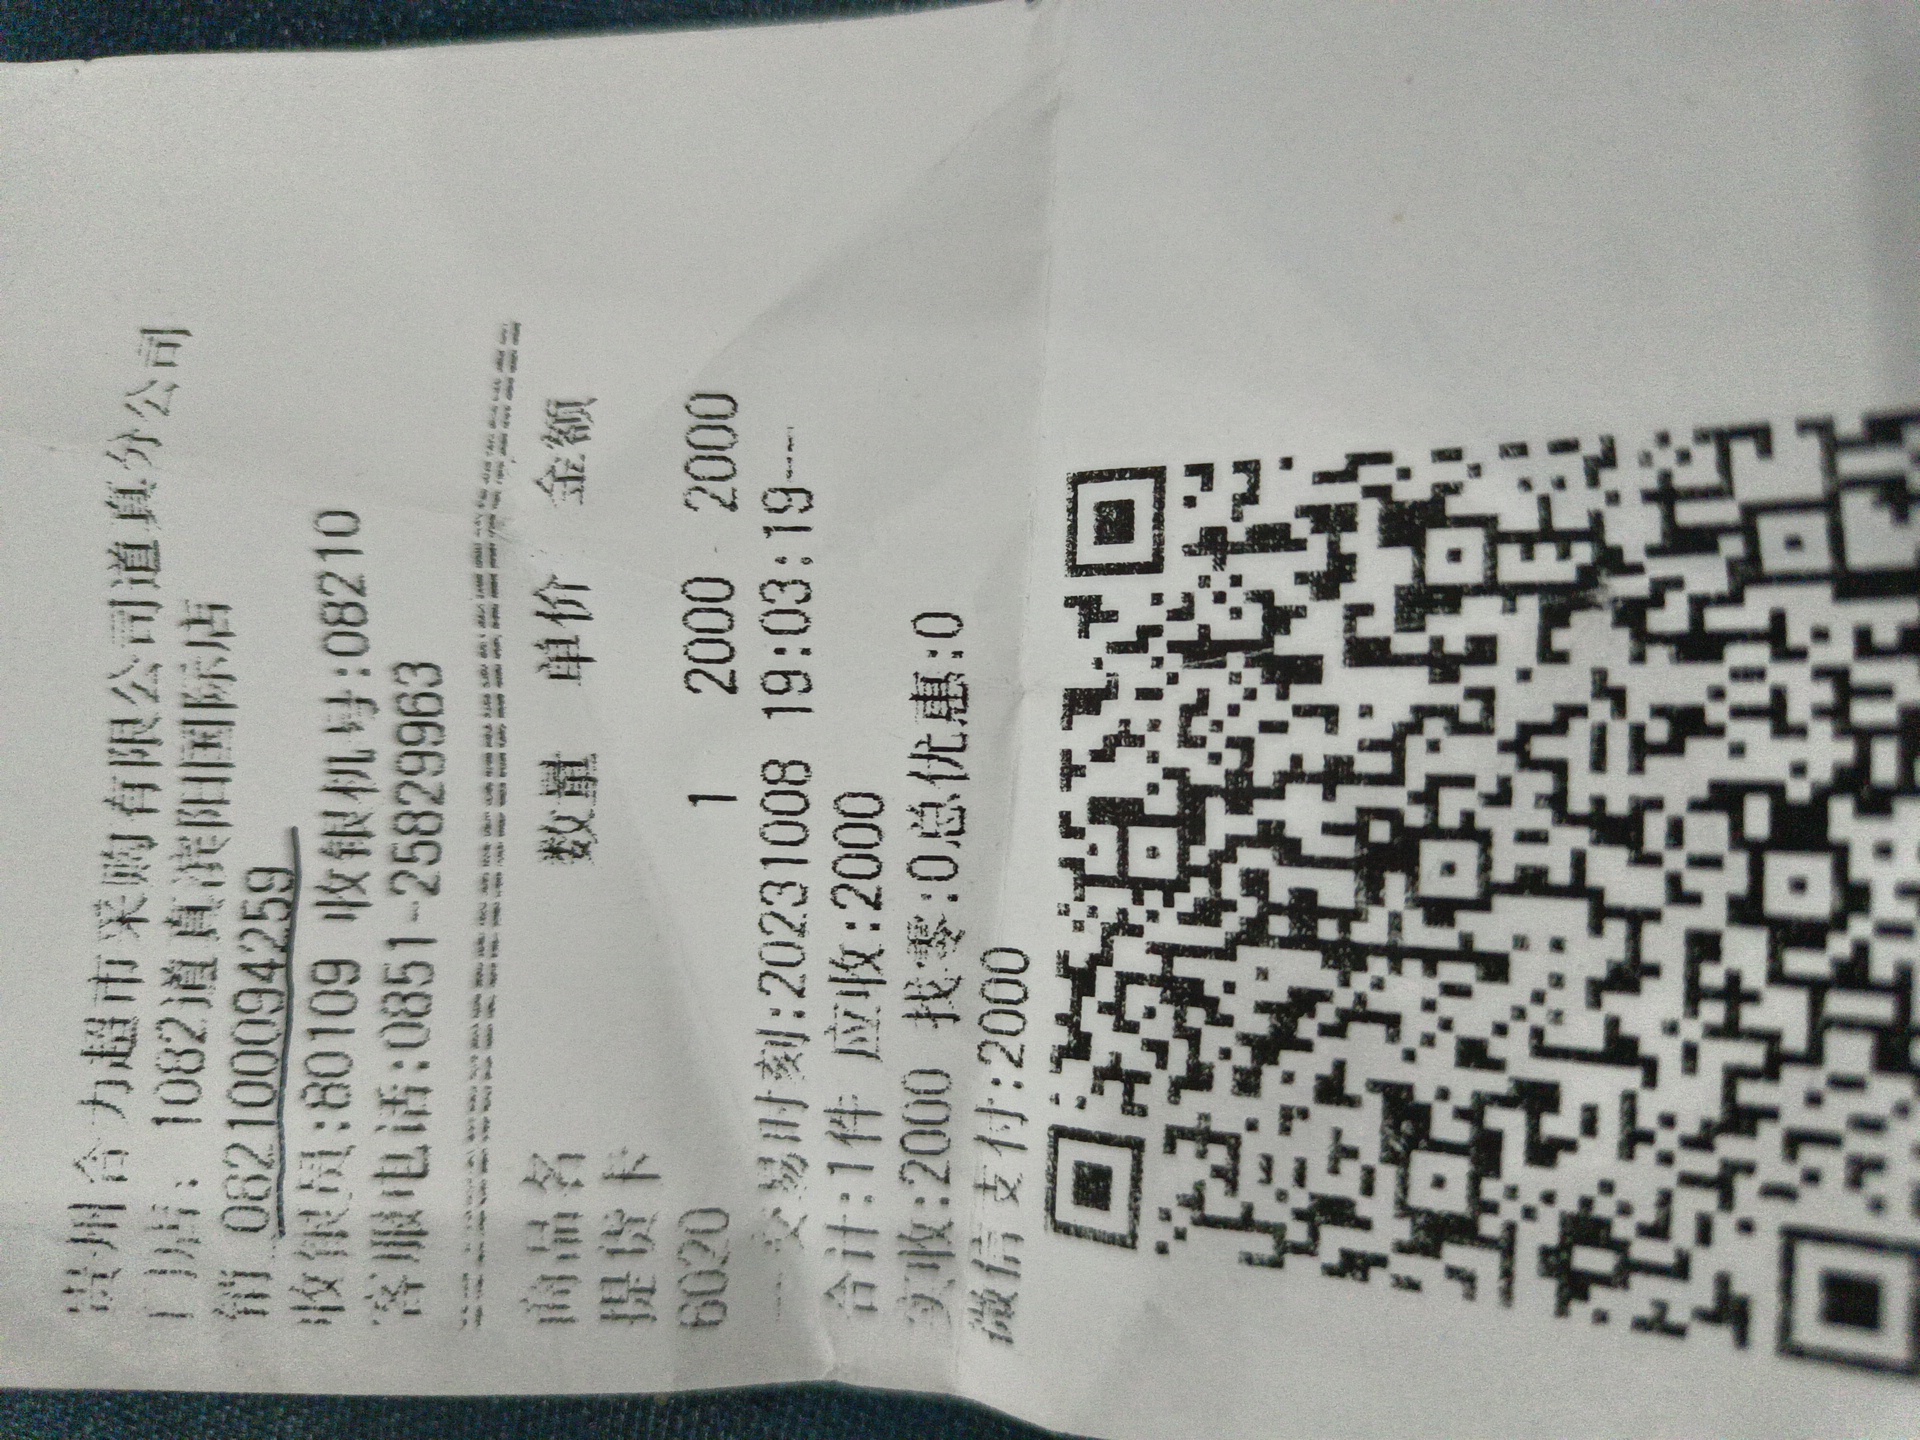 贵州合力超市采购有限公司道真分公司
门店: 1082道真淞阳国际店
销 0821000094259
收银员:80109 收银机号:08210
客服电话:0851-25829963
商品名 数量 单价 金额
提货卡
6020 1 2000 2000
--交易时刻:20231008 19:03:19--
合计:1件 应收:2000
实收:2000 找零:0总优惠:0
微信支付:2000